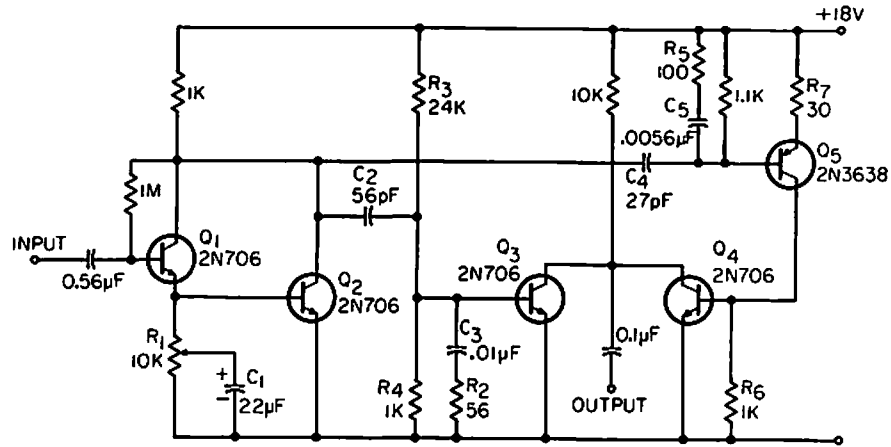 +18V
1K
R3
24K
10K
R5
100
1.1K
R7
30
C5
.0056µF
Q5
2N3638
C4
27pF
C2
56pF
1M
INPUT
0.56µF
Q1
2N706
Q2
2N706
Q3
2N706
Q4
2N706
R1
10K
+
−
C1
22µF
C3
.01µF
R4
1K
R2
56
0.1µF
OUTPUT
R6
1K